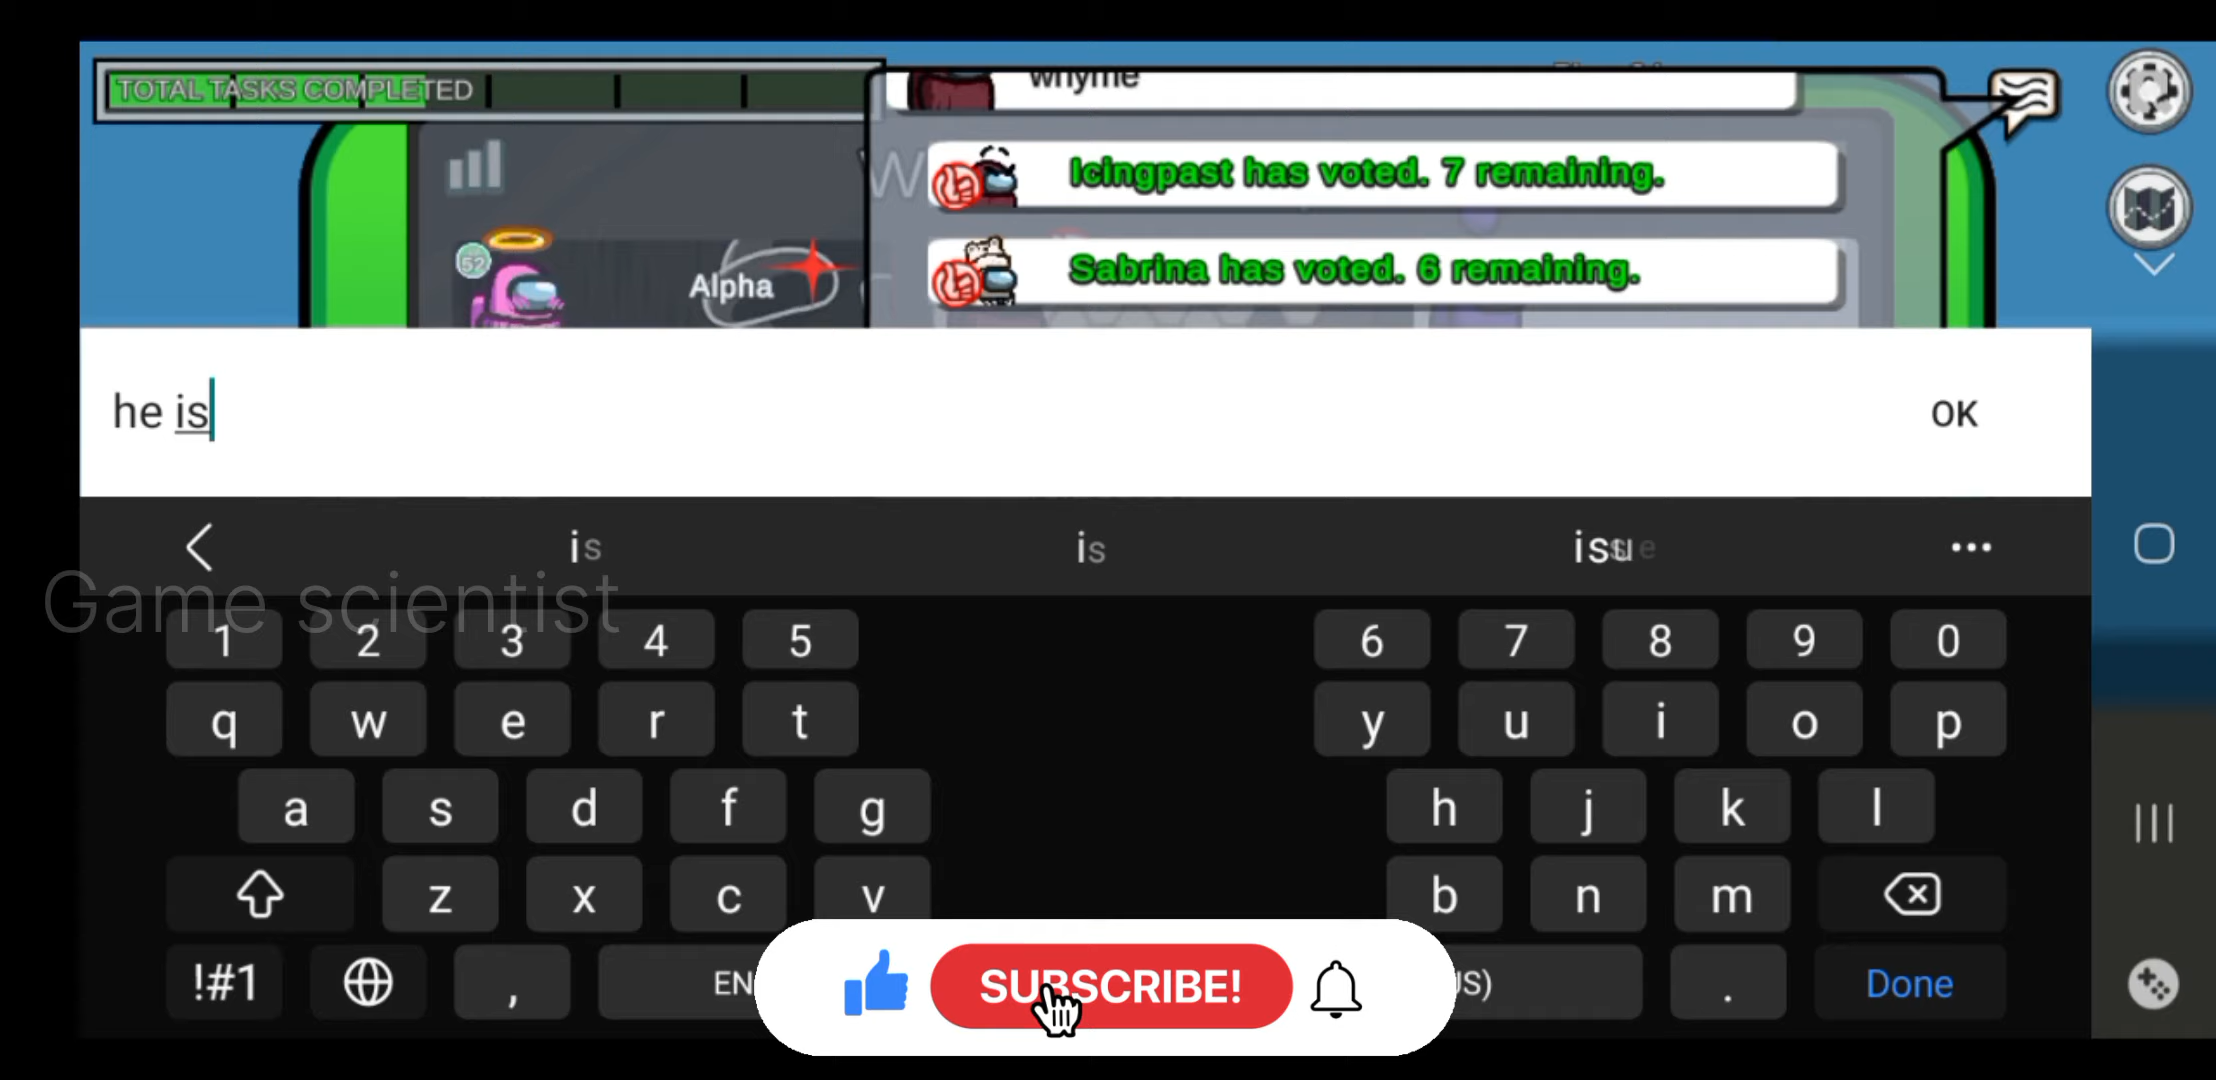 TOTAL TASKS COMPLETED
whyme
Icingpast has voted. 7 remaining.
Sabrina has voted. 6 remaining.
52
Alpha
he is
OK
is is
Game scientist
1 2 3 4 5 6 7 8 9 0
q w e r t y u i o p
a s d f g h j k l
z x c v b n m
!#1 , EN US) . Done
SUBSCRIBE!